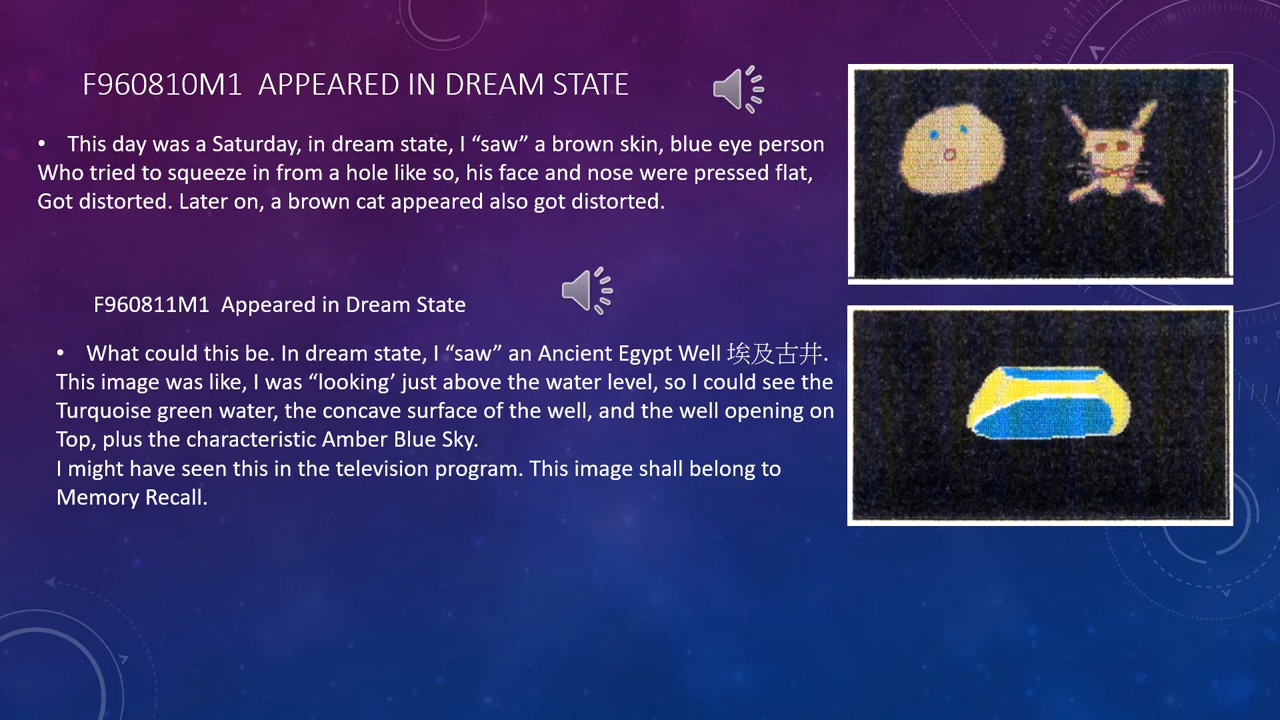 F960810M1 APPEARED IN DREAM STATE
• This day was a Saturday, in dream state, I “saw” a brown skin, blue eye person
Who tried to squeeze in from a hole like so, his face and nose were pressed flat,
Got distorted. Later on, a brown cat appeared also got distorted.
F960811M1 Appeared in Dream State
• What could this be. In dream state, I “saw” an Ancient Egypt Well 埃及古井.
This image was like, I was “looking’ just above the water level, so I could see the
Turquoise green water, the concave surface of the well, and the well opening on
Top, plus the characteristic Amber Blue Sky.
I might have seen this in the television program. This image shall belong to
Memory Recall.